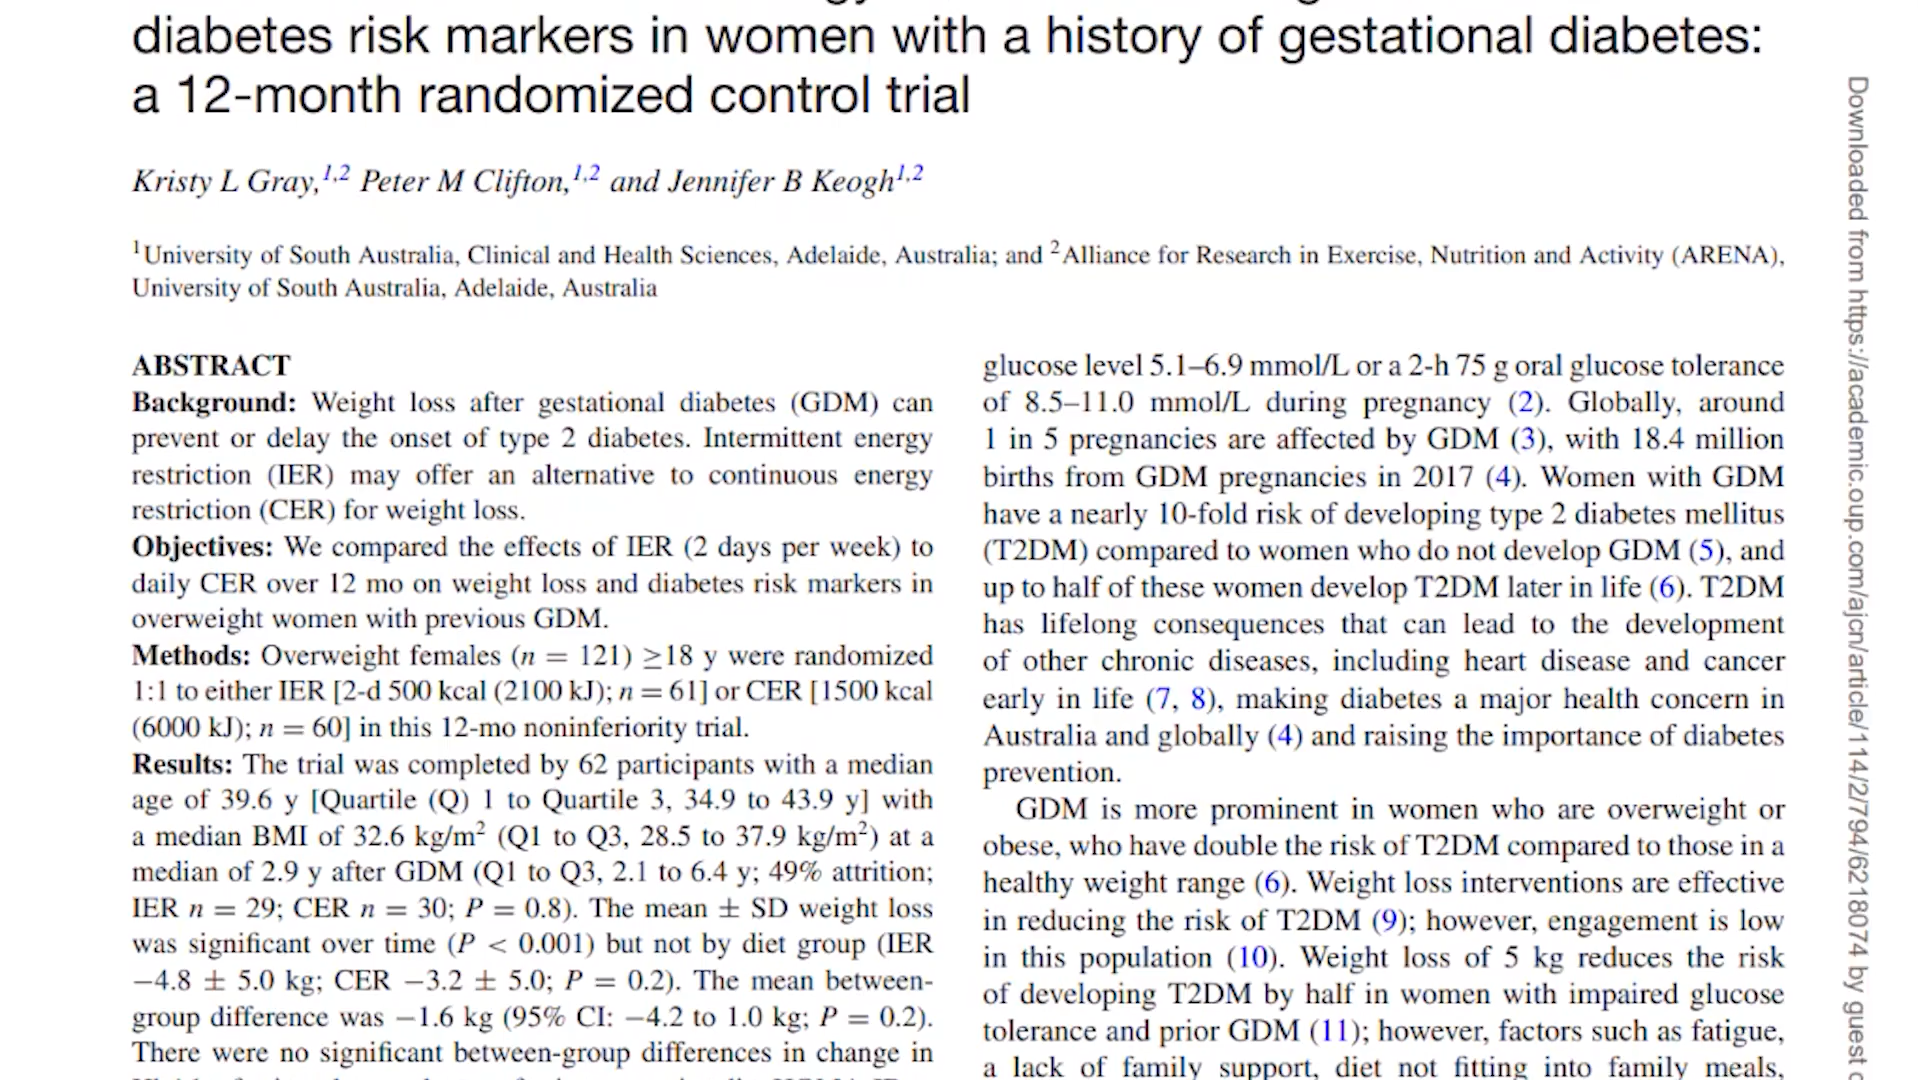 diabetes risk markers in women with a history of gestational diabetes:
a 12-month randomized control trial
Kristy L Gray,1,2 Peter M Clifton,1,2 and Jennifer B Keogh1,2
1University of South Australia, Clinical and Health Sciences, Adelaide, Australia; and 2Alliance for Research in Exercise, Nutrition and Activity (ARENA),
University of South Australia, Adelaide, Australia
ABSTRACT
Background: Weight loss after gestational diabetes (GDM) can
prevent or delay the onset of type 2 diabetes. Intermittent energy
restriction (IER) may offer an alternative to continuous energy
restriction (CER) for weight loss.
Objectives: We compared the effects of IER (2 days per week) to
daily CER over 12 mo on weight loss and diabetes risk markers in
overweight women with previous GDM.
Methods: Overweight females (n = 121) ≥18 y were randomized
1:1 to either IER [2-d 500 kcal (2100 kJ); n = 61] or CER [1500 kcal
(6000 kJ); n = 60] in this 12-mo noninferiority trial.
Results: The trial was completed by 62 participants with a median
age of 39.6 y [Quartile (Q) 1 to Quartile 3, 34.9 to 43.9 y] with
a median BMI of 32.6 kg/m2 (Q1 to Q3, 28.5 to 37.9 kg/m2) at a
median of 2.9 y after GDM (Q1 to Q3, 2.1 to 6.4 y; 49% attrition;
IER n = 29; CER n = 30; P = 0.8). The mean ± SD weight loss
was significant over time (P < 0.001) but not by diet group (IER
−4.8 ± 5.0 kg; CER −3.2 ± 5.0; P = 0.2). The mean between-
group difference was −1.6 kg (95% CI: −4.2 to 1.0 kg; P = 0.2).
There were no significant between-group differences in change in
glucose level 5.1–6.9 mmol/L or a 2-h 75 g oral glucose tolerance
of 8.5–11.0 mmol/L during pregnancy (2). Globally, around
1 in 5 pregnancies are affected by GDM (3), with 18.4 million
births from GDM pregnancies in 2017 (4). Women with GDM
have a nearly 10-fold risk of developing type 2 diabetes mellitus
(T2DM) compared to women who do not develop GDM (5), and
up to half of these women develop T2DM later in life (6). T2DM
has lifelong consequences that can lead to the development
of other chronic diseases, including heart disease and cancer
early in life (7, 8), making diabetes a major health concern in
Australia and globally (4) and raising the importance of diabetes
prevention.
GDM is more prominent in women who are overweight or
obese, who have double the risk of T2DM compared to those in a
healthy weight range (6). Weight loss interventions are effective
in reducing the risk of T2DM (9); however, engagement is low
in this population (10). Weight loss of 5 kg reduces the risk
of developing T2DM by half in women with impaired glucose
tolerance and prior GDM (11); however, factors such as fatigue,
a lack of family support, diet not fitting into family meals,
Downloaded from https://academic.oup.com/ajcn/article/114/2/794/6218074 by guest